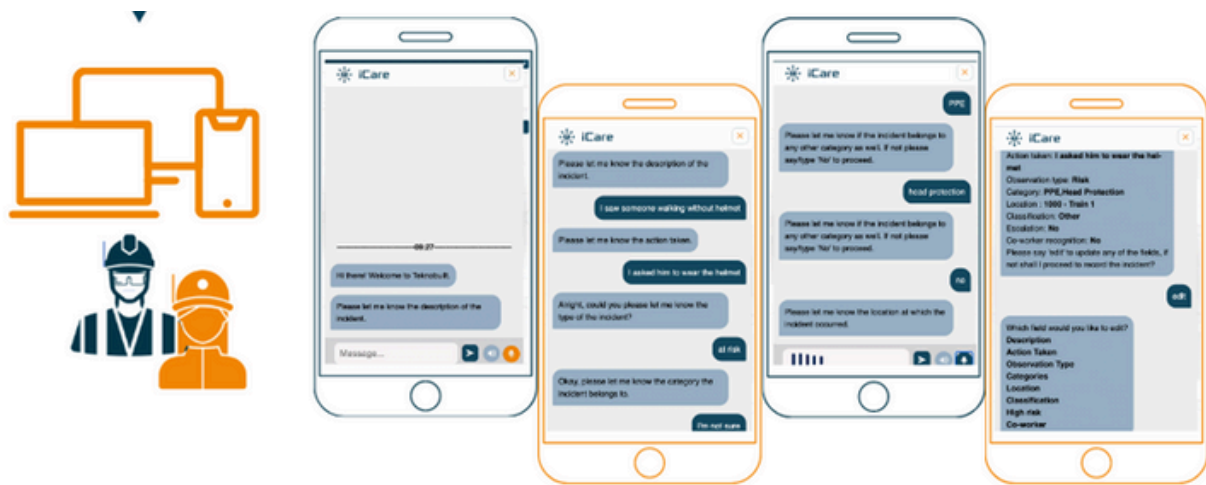 iCare
09:27
Hi there! Welcome to Teknobuilt.
Please let me know the description of the
incident.
Message...
iCare
Please let me know the description of the
incident.
I saw someone walking without helmet
Please let me know the action taken.
I asked him to wear the helmet
Alright, could you please let me know the
type of the incident?
at risk
Okay, please let me know the category the
incident belongs to.
I'm not sure
iCare
PPE
Please let me know if the incident belongs to
any other category as well. If not please
say/type 'No' to proceed.
head protection
Please let me know if the incident belongs to
any other category as well. If not please
say/type 'No' to proceed.
no
Please let me know the location at which the
incident occurred.
iCare
Action taken: I asked him to wear the hel-
met
Observation type: Risk
Category: PPE,Head Protection
Location : 1000 - Train 1
Classification: Other
Escalation: No
Co-worker recognition: No
Please say 'edit' to update any of the fields, if
not shall I proceed to record the incident?
edit
Which field would you like to edit?
Description
Action Taken
Observation Type
Categories
Location
Classification
High risk
Co-worker